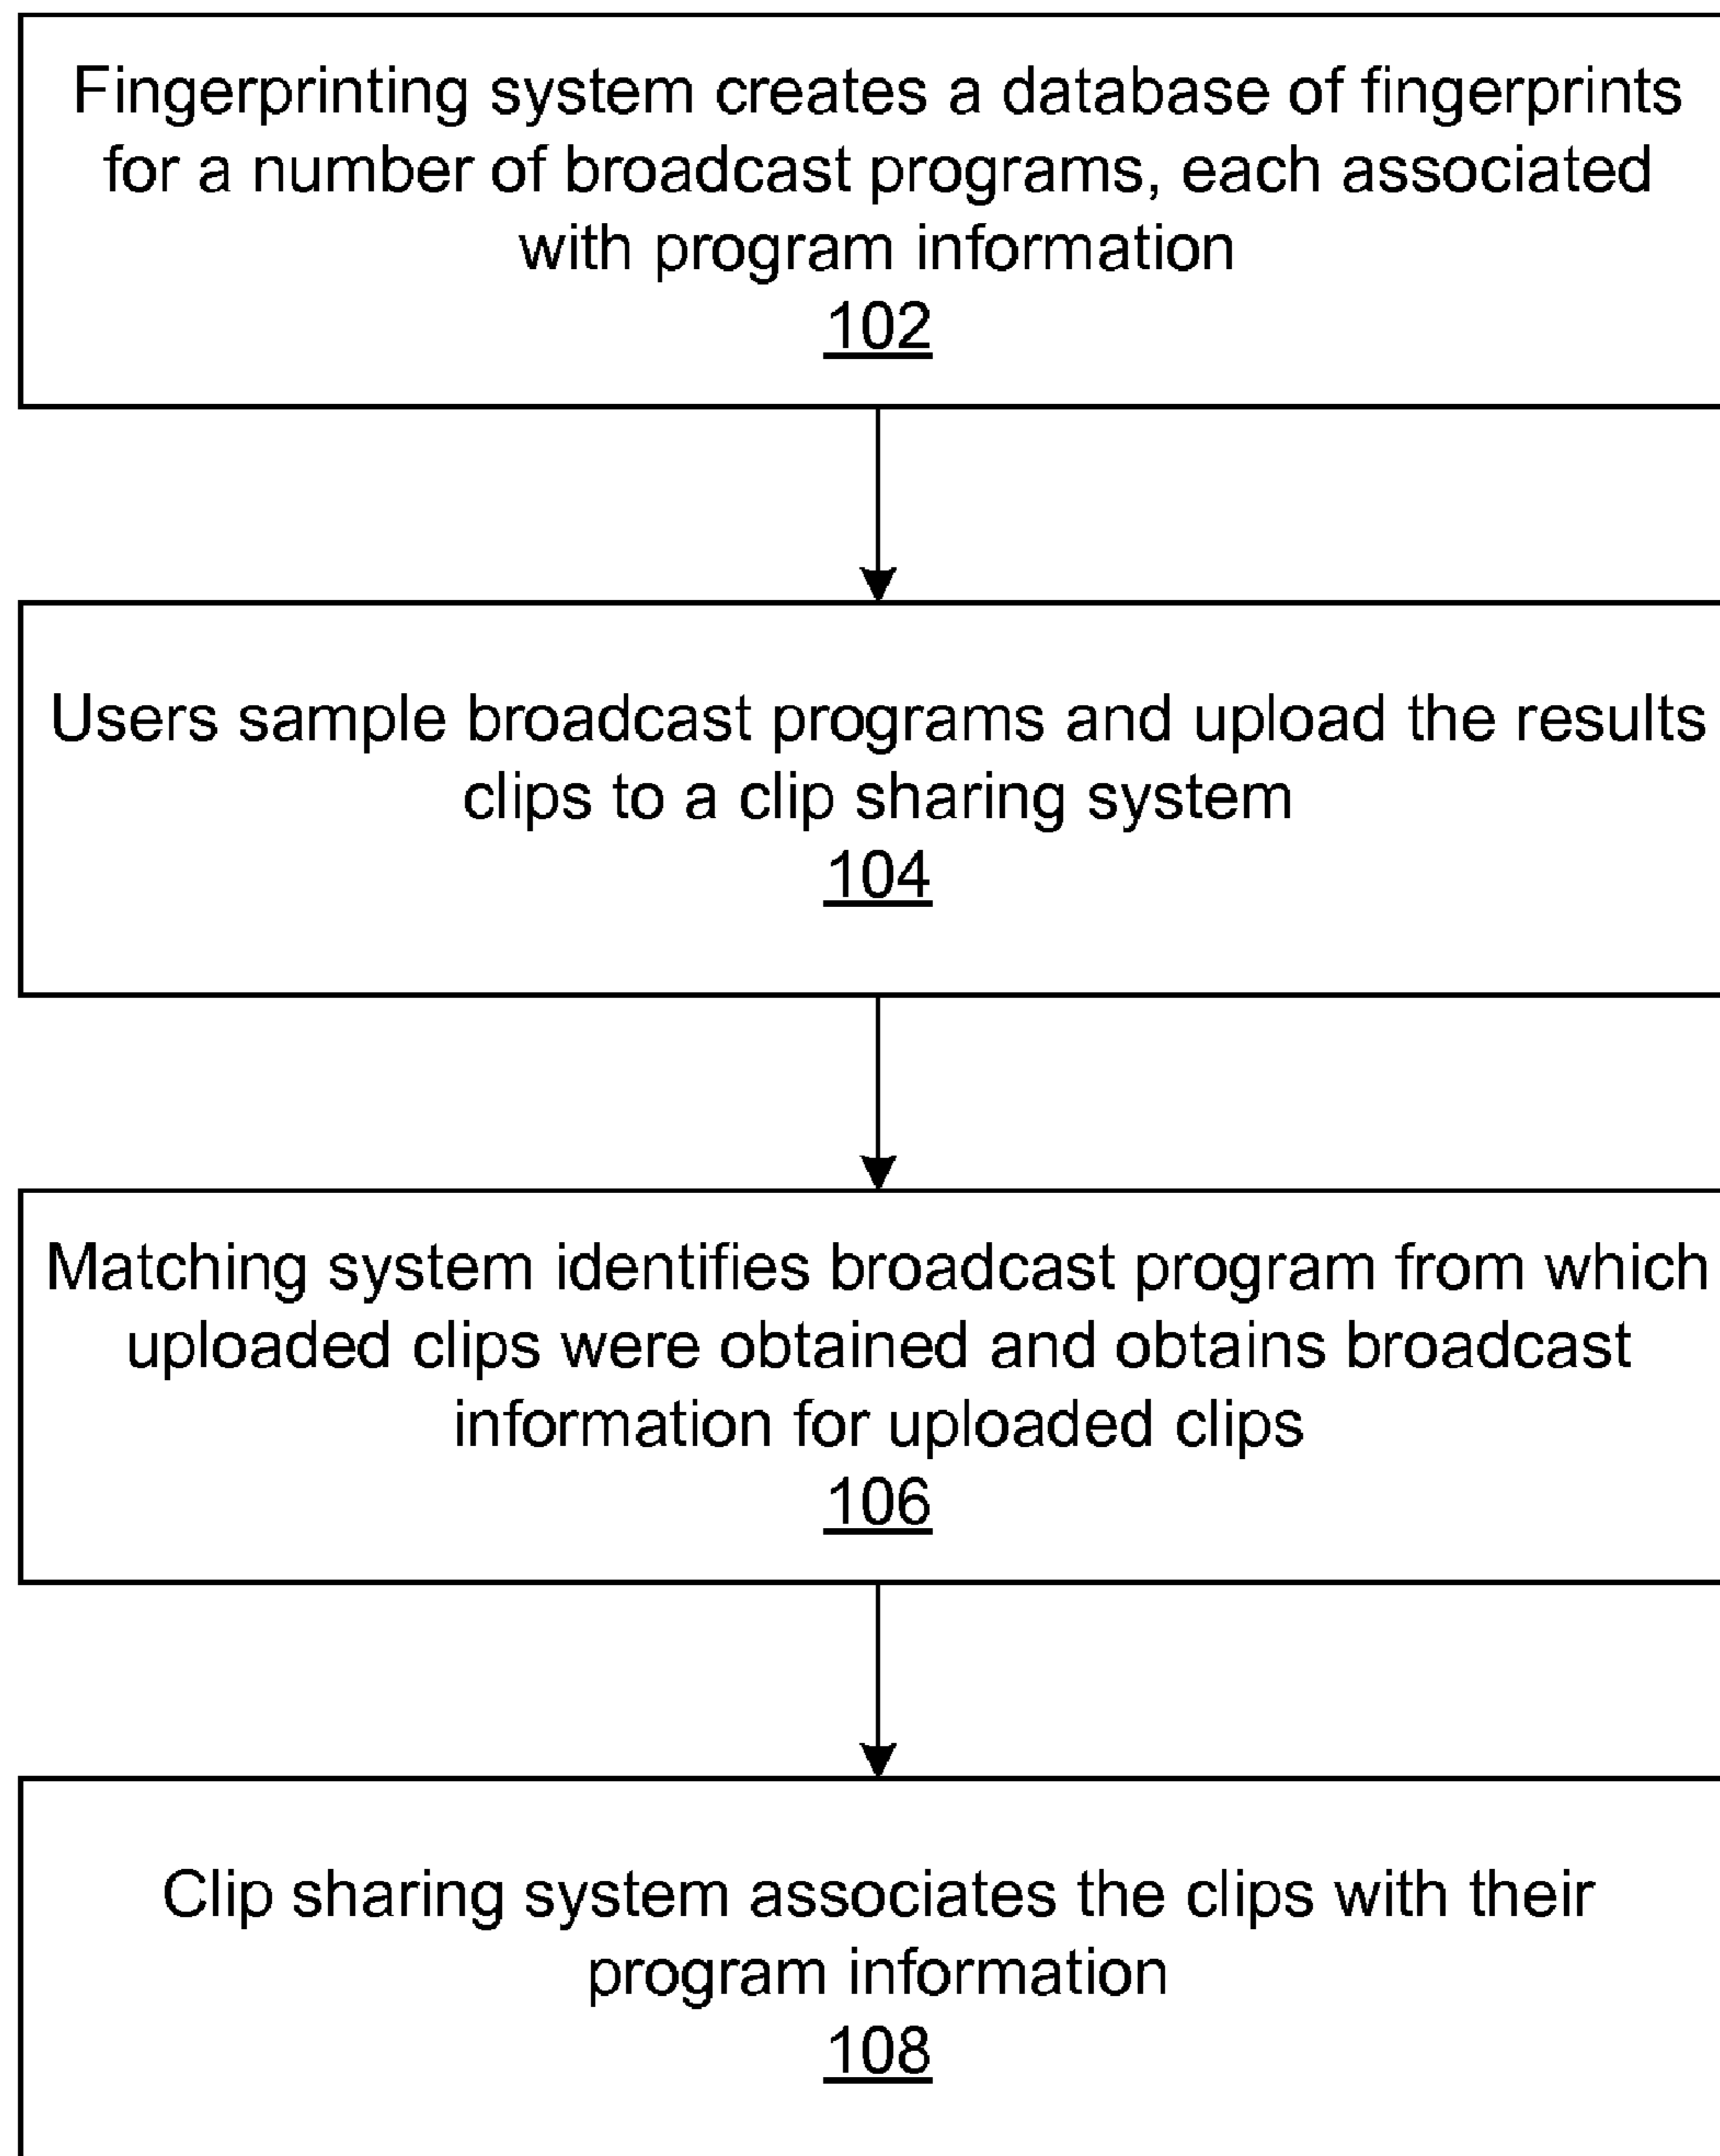 Fingerprinting system creates a database of fingerprints
for a number of broadcast programs, each associated
with program information
102
Users sample broadcast programs and upload the results
clips to a clip sharing system
104
Matching system identifies broadcast program from which
uploaded clips were obtained and obtains broadcast
information for uploaded clips
106
Clip sharing system associates the clips with their
program information
108